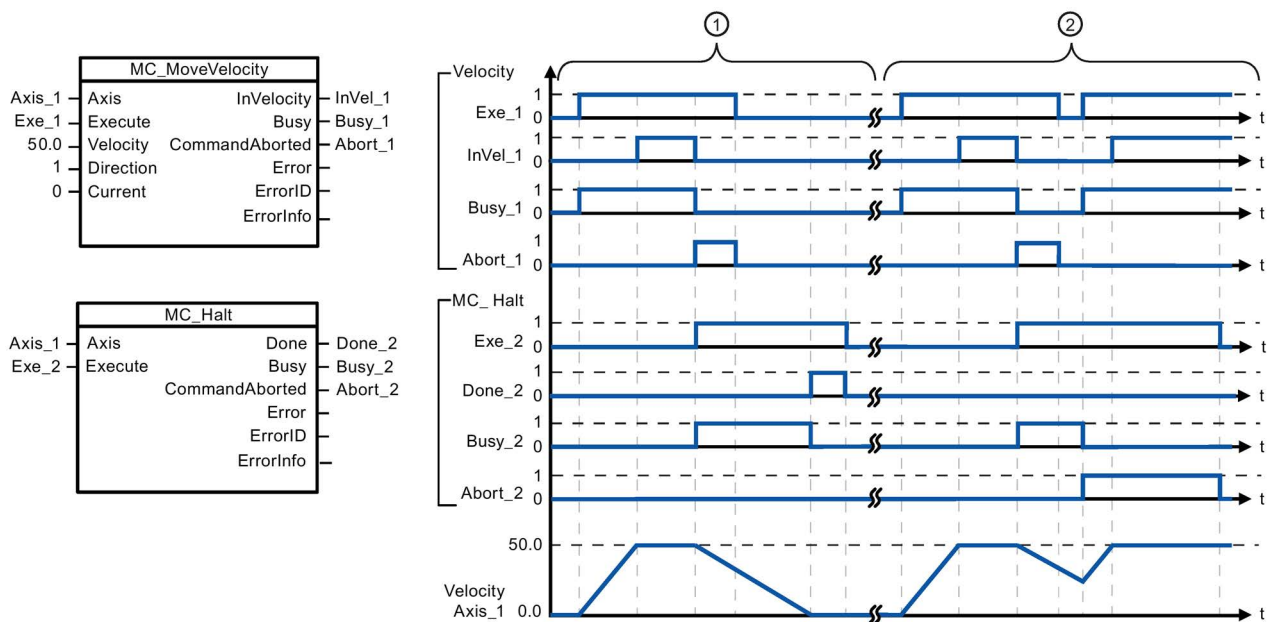 MC_MoveVelocity
Axis_1 Axis InVelocity InVel_1
Exe_1 Execute Busy Busy_1
50.0 Velocity CommandAborted Abort_1
1 Direction Error
0 Current ErrorID
ErrorInfo
MC_Halt
Axis_1 Axis Done Done_2
Exe_2 Execute Busy Busy_2
CommandAborted Abort_2
Error
ErrorID
ErrorInfo
1 2
Velocity
Exe_1 1 0 t
InVel_1 1 0 t
Busy_1 1 0 t
Abort_1 1 0 t
MC_ Halt
Exe_2 1 0 t
Done_2 1 0 t
Busy_2 1 0 t
Abort_2 1 0 t
50.0
Velocity
Axis_1 0.0 t